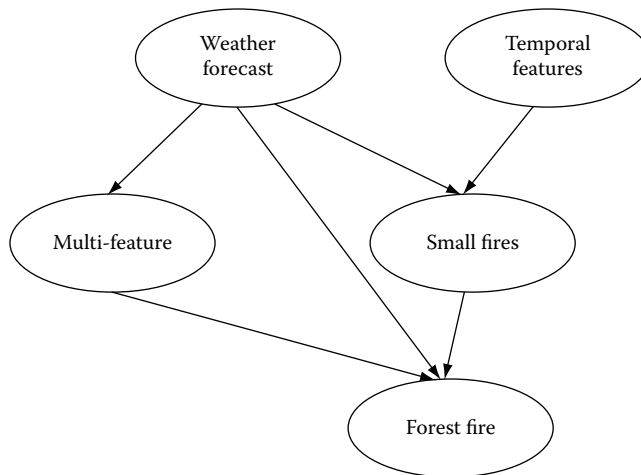 Weather
forecast
Temporal
features
Multi-feature
Small fires
Forest fire